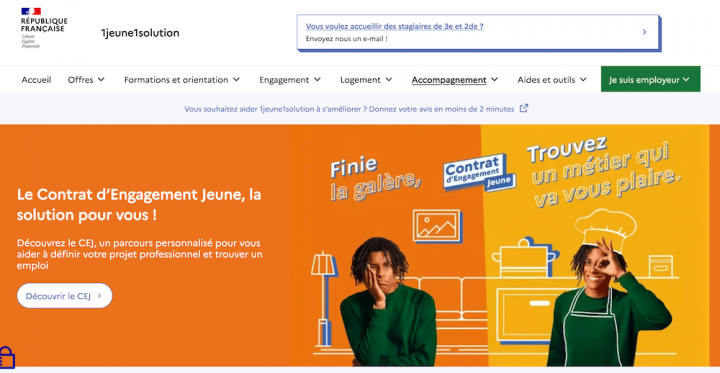 RÉPUBLIQUE
FRANÇAISE
Liberté
Égalité
Fraternité
1jeune1solution
Vous voulez accueillir des stagiaires de 3e et 2de ?
Envoyez nous un e-mail !
Accueil Offres Formations et orientation Engagement Logement Accompagnement Aides et outils Je suis employeur
Vous souhaitez aider 1jeune1solution à s'améliorer ? Donnez votre avis en moins de 2 minutes
Le Contrat d'Engagement Jeune, la
solution pour vous !
Découvrez le CEJ, un parcours personnalisé pour vous
aider à définir votre projet professionnel et trouver un
emploi
Découvrir le CEJ
Finie
la galère,
Contrat
d'Engagement
Jeune
Trouvez
un métier qui
va vous plaire.